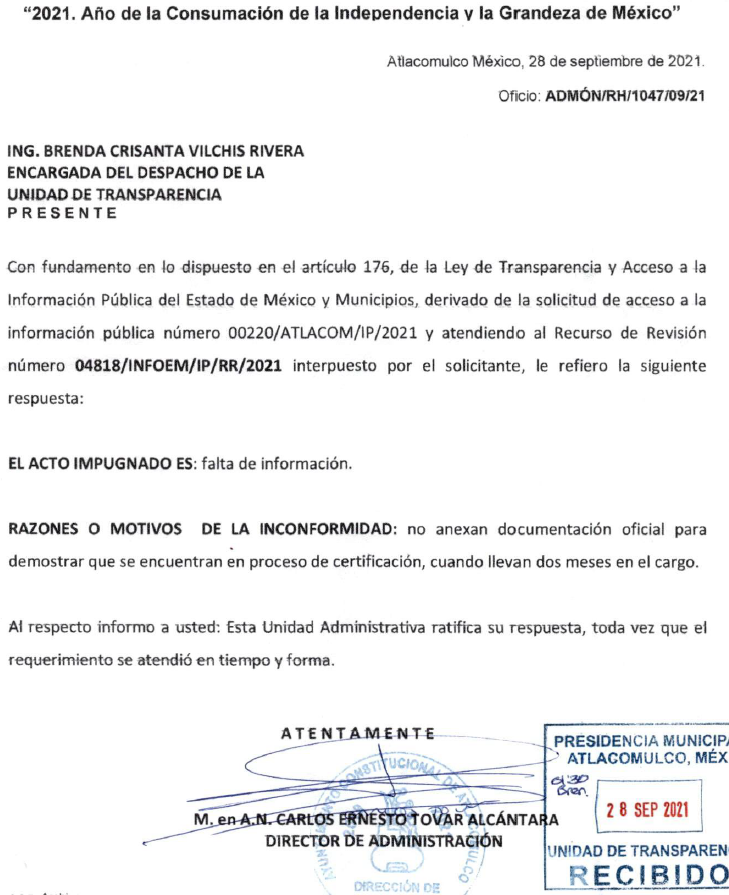 “2021. Año de la Consumación de la Independencia y la Grandeza de México”
Atlacomulco México, 28 de septiembre de 2021.
Oficio: ADMÓN/RH/1047/09/21
ING. BRENDA CRISANTA VILCHIS RIVERA
ENCARGADA DEL DESPACHO DE LA
UNIDAD DE TRANSPARENCIA
P R E S E N T E
Con fundamento en lo dispuesto en el artículo 176, de la Ley de Transparencia y Acceso a la
Información Pública del Estado de México y Municipios, derivado de la solicitud de acceso a la
información pública número 00220/ATLACOM/IP/2021 y atendiendo al Recurso de Revisión
número 04818/INFOEM/IP/RR/2021 interpuesto por el solicitante, le refiero la siguiente
respuesta:
EL ACTO IMPUGNADO ES: falta de información.
RAZONES O MOTIVOS DE LA INCONFORMIDAD: no anexan documentación oficial para
demostrar que se encuentran en proceso de certificación, cuando llevan dos meses en el cargo.
Al respecto informo a usted: Esta Unidad Administrativa ratifica su respuesta, toda vez que el
requerimiento se atendió en tiempo y forma.
A T E N T A M E N T E
M. en A.N. CARLOS ERNESTO TOVAR ALCÁNTARA
DIRECTOR DE ADMINISTRACIÓN
DIRECCIÓN DE
PRESIDENCIA MUNICIPA
ATLACOMULCO, MÉX
Bren.
28 SEP 2021
UNIDAD DE TRANSPAREN
RECIBIDO